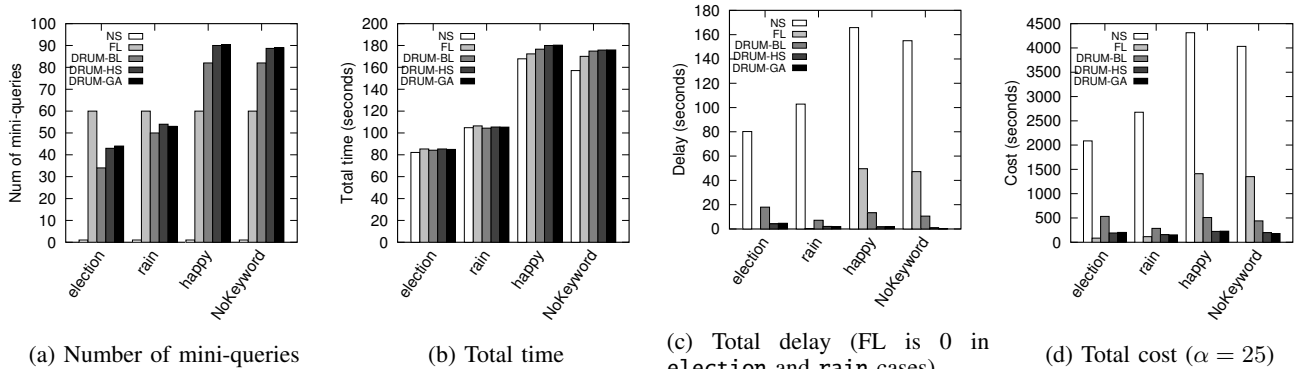 Num of mini-queries
100
90
80
70
60
50
40
30
20
10
0
NS
FL
DRUM-BL
DRUM-HS
DRUM-GA
election
rain
happy
NoKeyword
(a) Number of mini-queries
Total time (seconds)
200
180
160
140
120
100
80
60
40
20
0
NS
FL
DRUM-BL
DRUM-HS
DRUM-GA
election
rain
happy
NoKeyword
(b) Total time
Delay (seconds)
180
160
140
120
100
80
60
40
20
0
NS
FL
DRUM-BL
DRUM-HS
DRUM-GA
election
rain
happy
NoKeyword
(c) Total delay (FL is 0 in
election and rain cases)
Cost (seconds)
4500
4000
3500
3000
2500
2000
1500
1000
500
0
NS
FL
DRUM-BL
DRUM-HS
DRUM-GA
election
rain
happy
NoKeyword
(d) Total cost (α = 25)